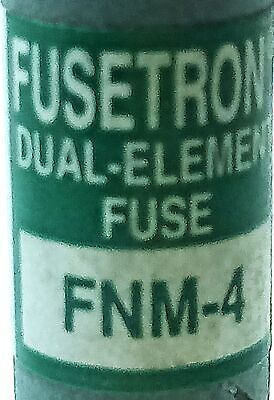 FUSETRON
DUAL-ELEMEN
FUSE
FNM-4